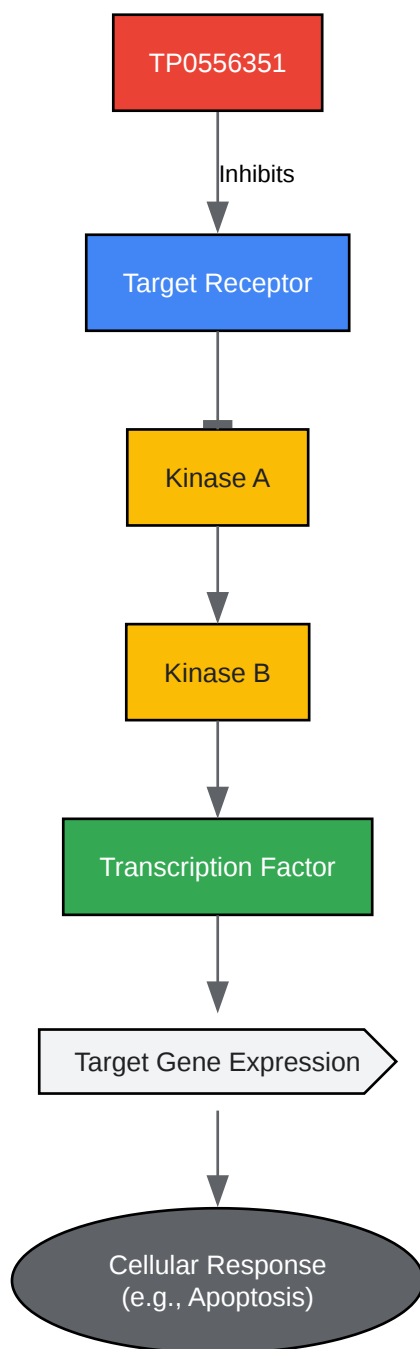 TP0556351
Inhibits
Target Receptor
Kinase A
Kinase B
Transcription Factor
Target Gene Expression
Cellular Response
(e.g., Apoptosis)